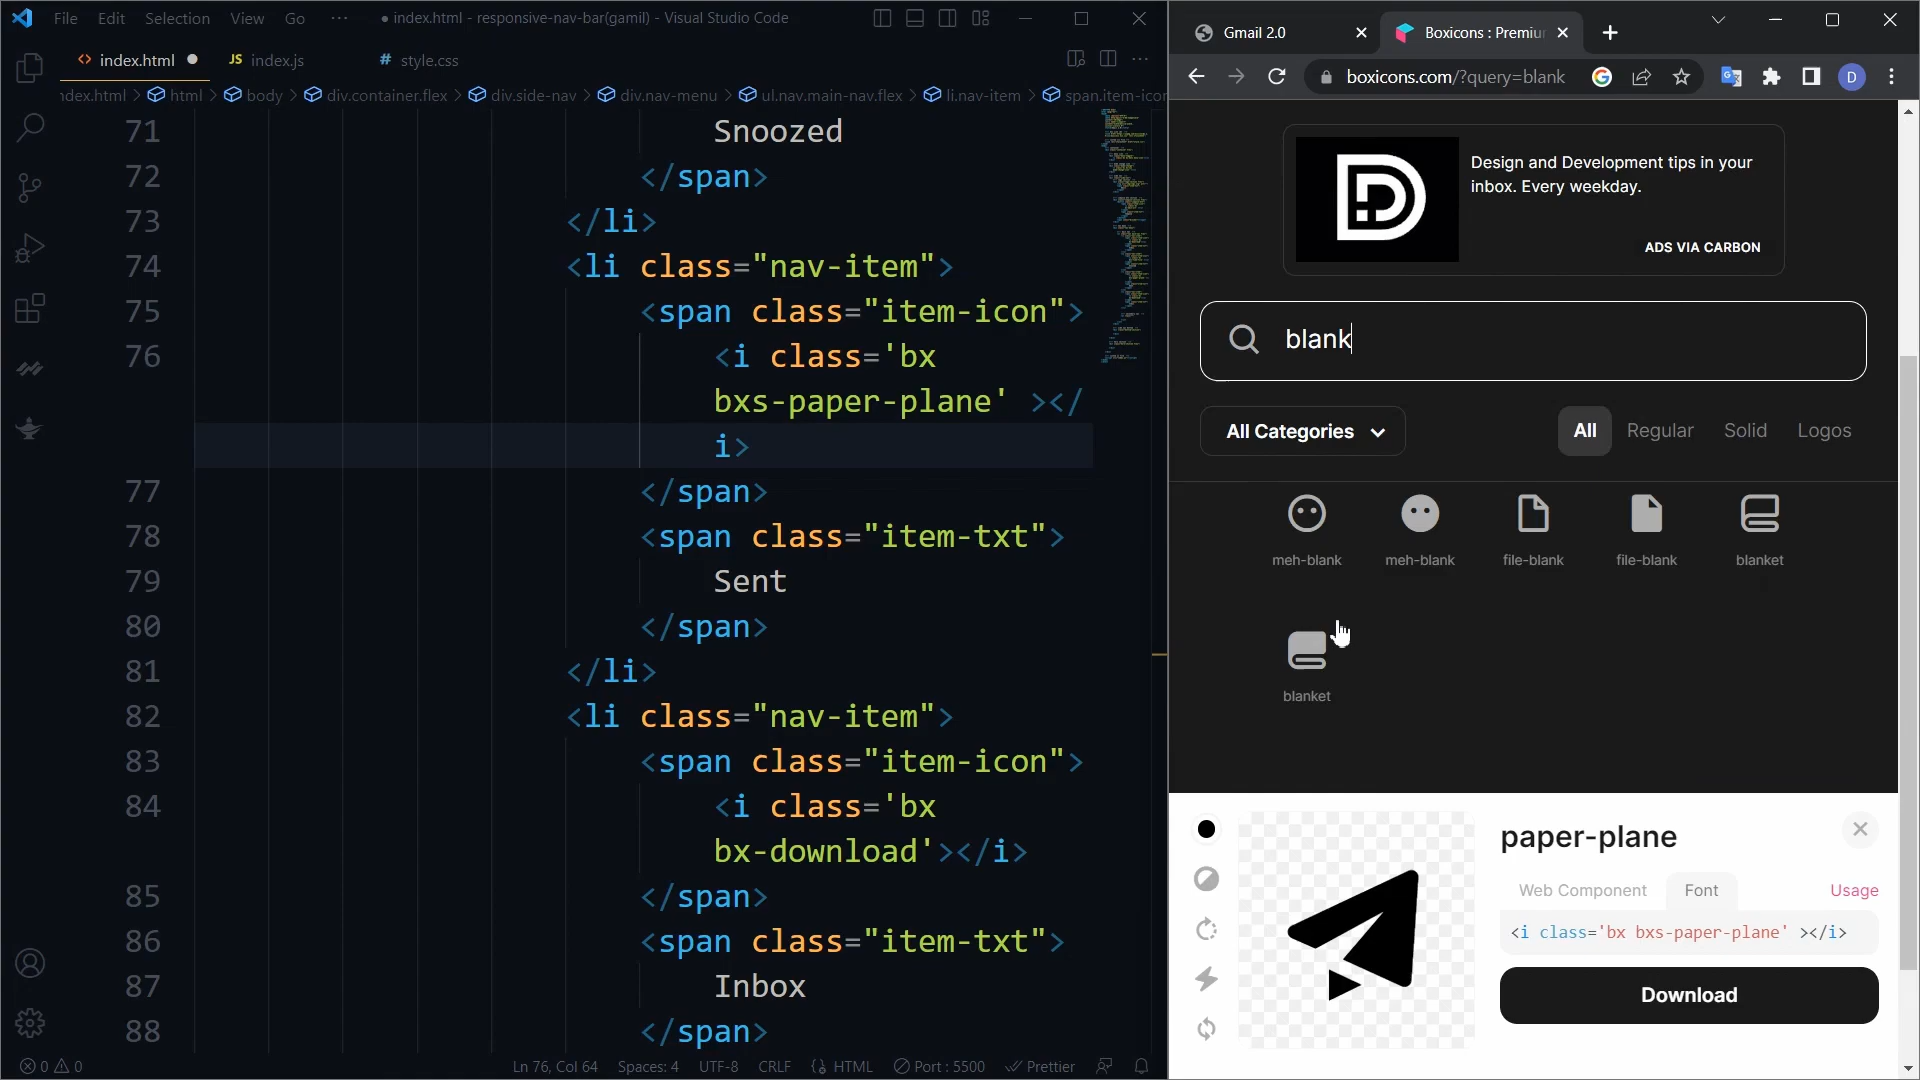 File Edit Selection View Go ··· ● index.html - responsive-nav-bar(gamil) - Visual Studio Code
<> index.html ● JS index.js # style.css
ndex.html > html > body > div.container.flex > div.side-nav > div.nav-menu > ul.nav.main-nav.flex > li.nav-item > span.item-icon
71 Snoozed
72 </span>
73 </li>
74 <li class="nav-item">
75 <span class="item-icon">
76 <i class='bx
bxs-paper-plane' ></
i>
77 </span>
78 <span class="item-txt">
79 Sent
80 </span>
81 </li>
82 <li class="nav-item">
83 <span class="item-icon">
84 <i class='bx
bx-download'></i>
85 </span>
86 <span class="item-txt">
87 Inbox
88 </span>
0 0 Ln 76, Col 64 Spaces: 4 UTF-8 CRLF {} HTML Port : 5500 Prettier
Gmail 2.0 Boxicons : Premiu
boxicons.com/?query=blank D
Design and Development tips in your
inbox. Every weekday.
ADS VIA CARBON
blank
All Categories All Regular Solid Logos
meh-blank meh-blank file-blank file-blank blanket
blanket
paper-plane
Web Component Font Usage
<i class='bx bxs-paper-plane' ></i>
Download